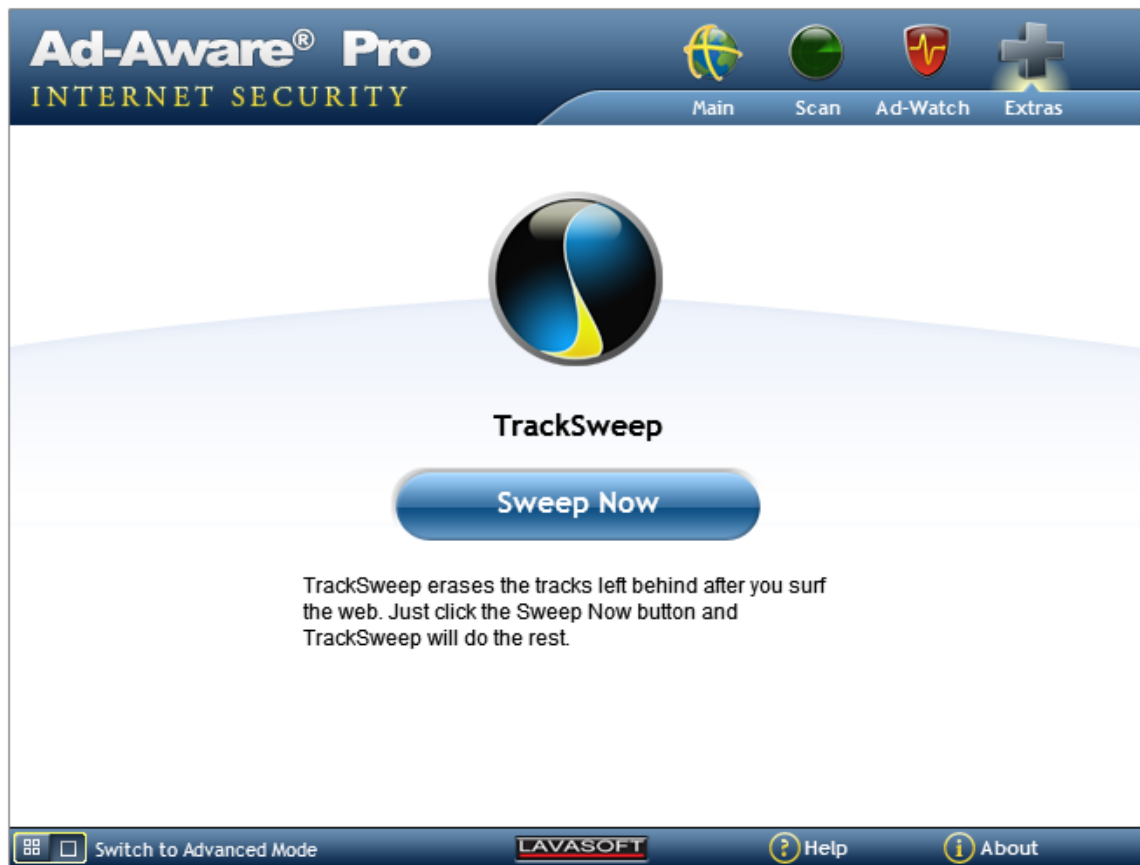 Ad-Aware® Pro
INTERNET SECURITY
Main Scan Ad-Watch Extras
TrackSweep
Sweep Now
TrackSweep erases the tracks left behind after you surf
the web. Just click the Sweep Now button and
TrackSweep will do the rest.
Switch to Advanced Mode LAVASOFT ? Help i About